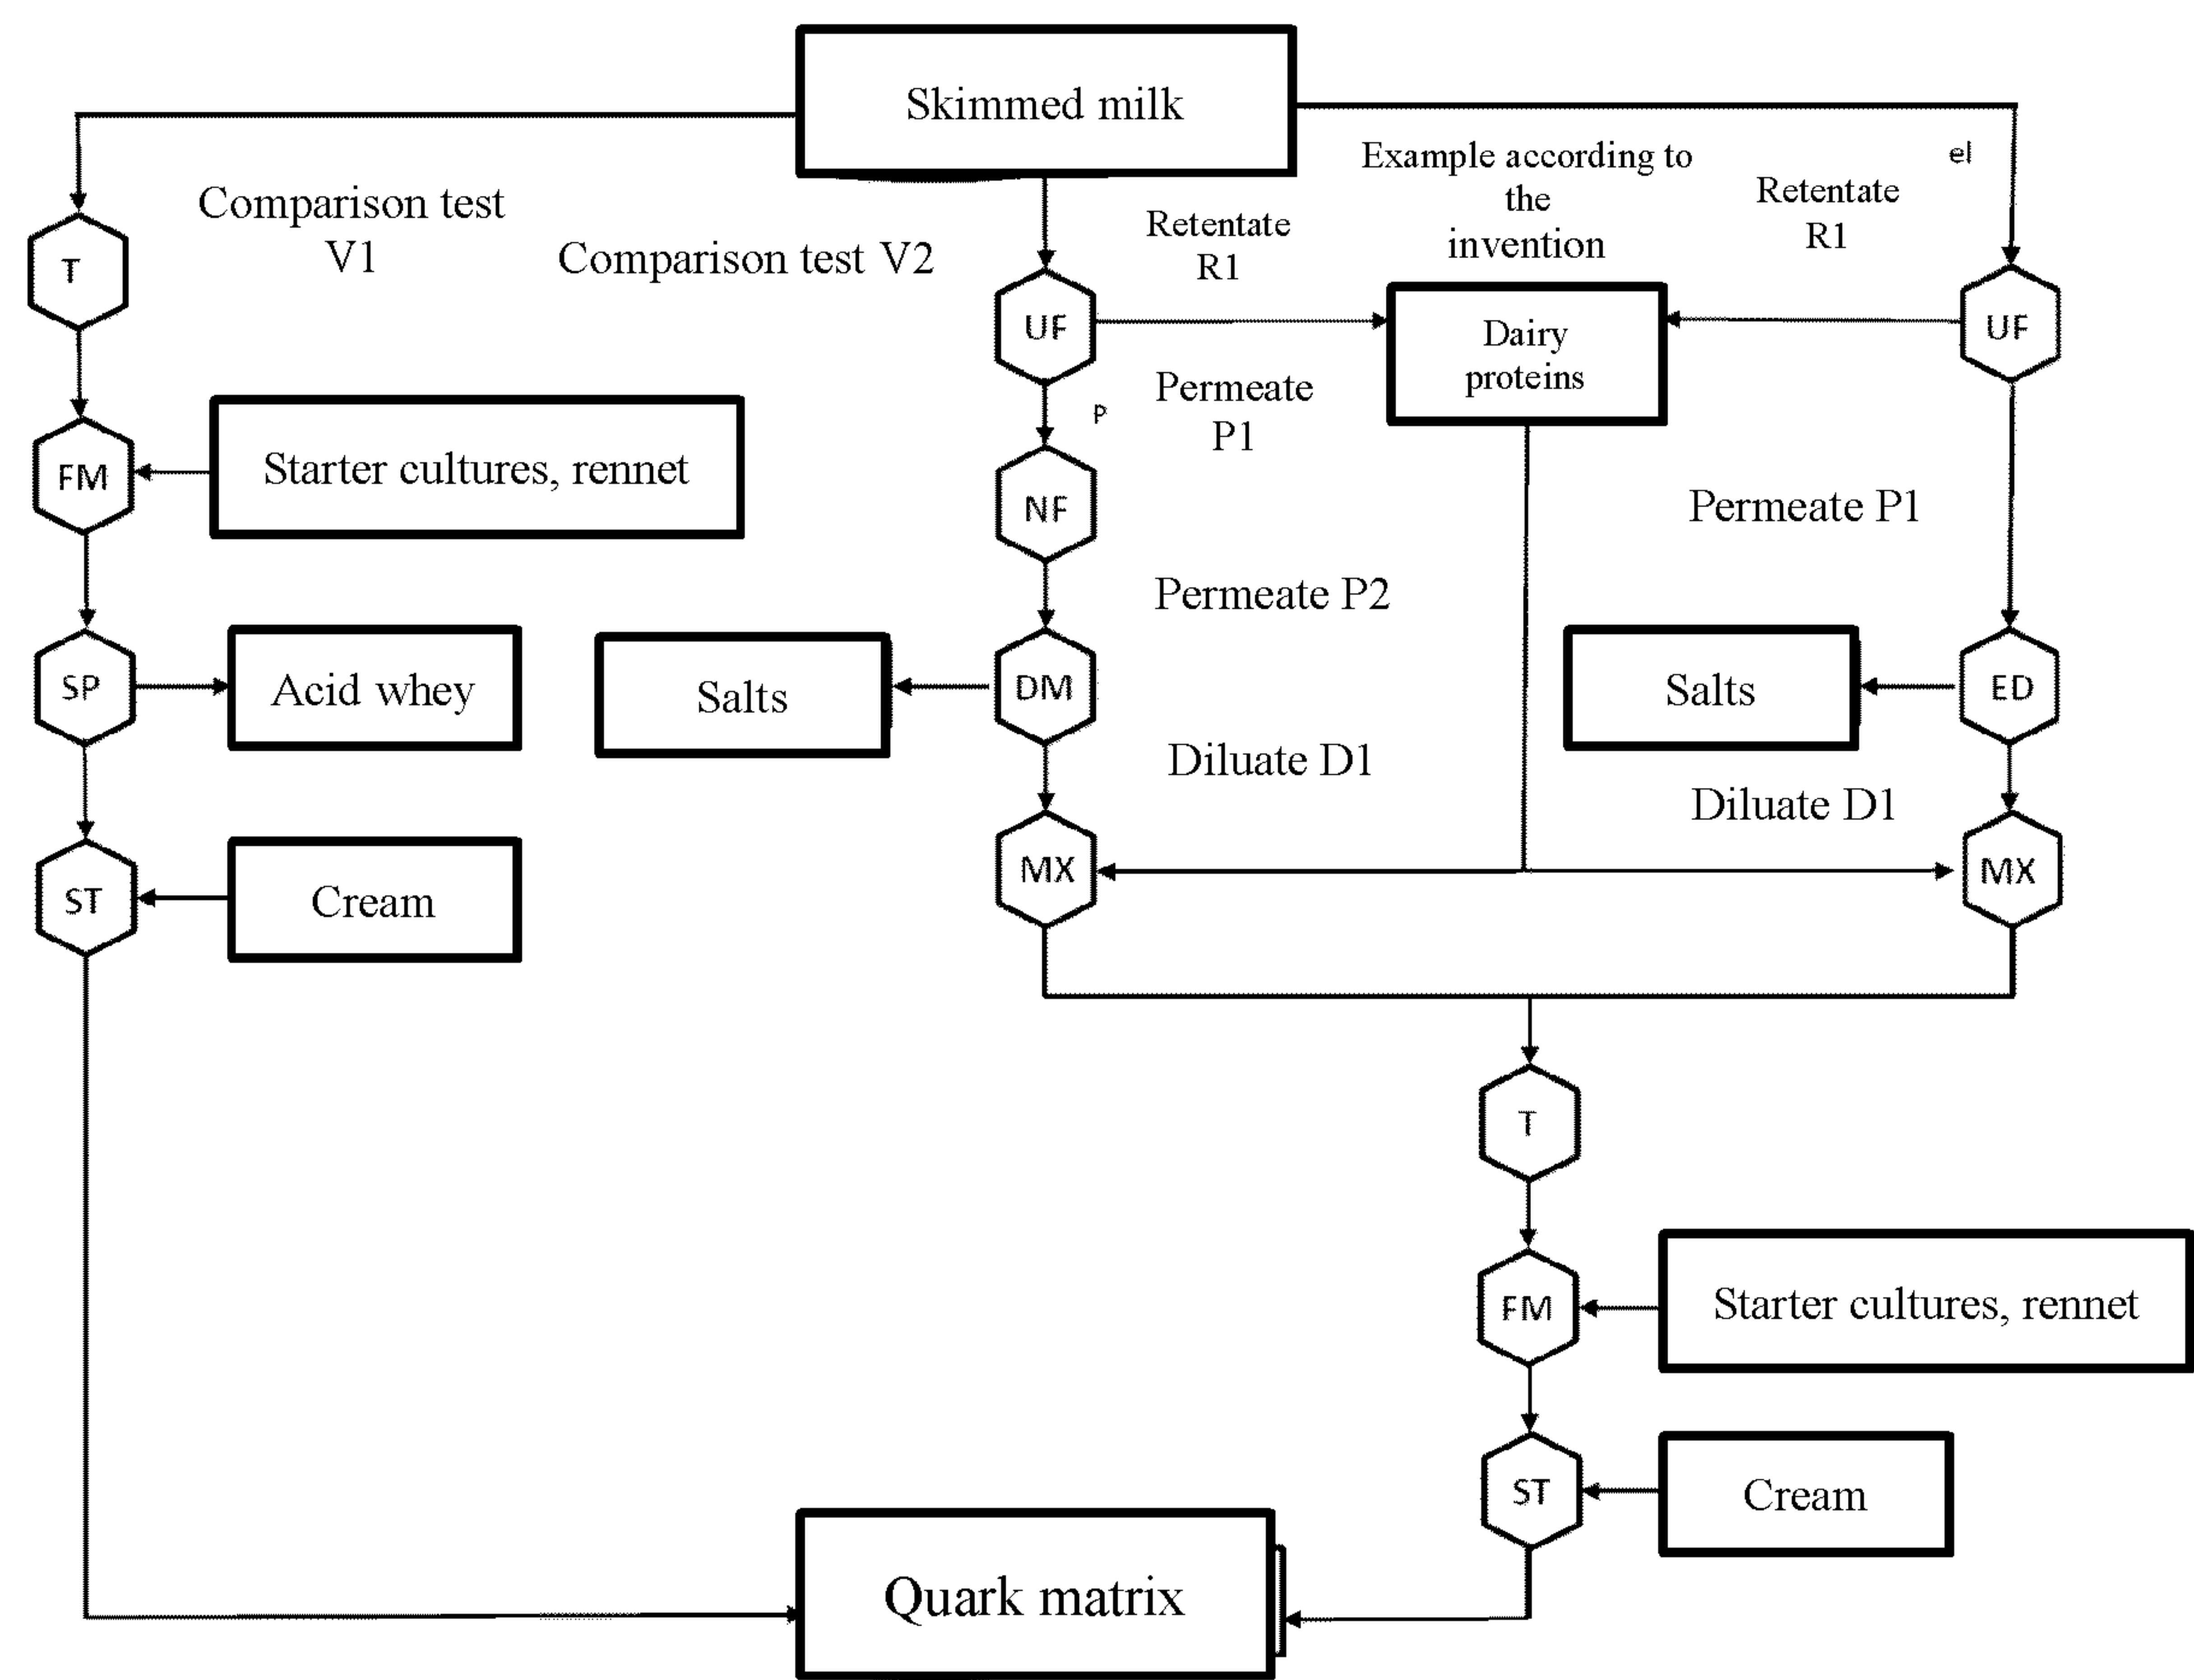 Skimmed milk
Comparison test
V1
Comparison test V2
Retentate
R1
Example according to
the
invention
el
Retentate
R1
T
UF
Dairy
proteins
UF
P
Permeate
P1
FM
Starter cultures, rennet
NF
Permeate P1
Permeate P2
SP
Acid whey
Salts
DM
Salts
ED
Diluate D1
Diluate D1
ST
Cream
MX
MX
T
FM
Starter cultures, rennet
ST
Cream
Quark matrix